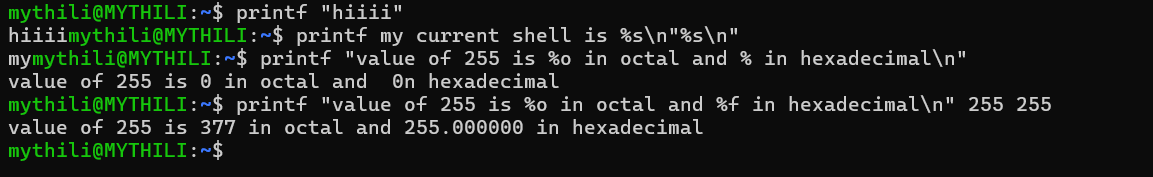 mythili@MYTHILI:~$ printf "hiiii"
hiiiimythili@MYTHILI:~$ printf my current shell is %s\n"%s\n"
mymythili@MYTHILI:~$ printf "value of 255 is %o in octal and % in hexadecimal\n"
value of 255 is 0 in octal and  0n hexadecimal
mythili@MYTHILI:~$ printf "value of 255 is %o in octal and %f in hexadecimal\n" 255 255
value of 255 is 377 in octal and 255.000000 in hexadecimal
mythili@MYTHILI:~$